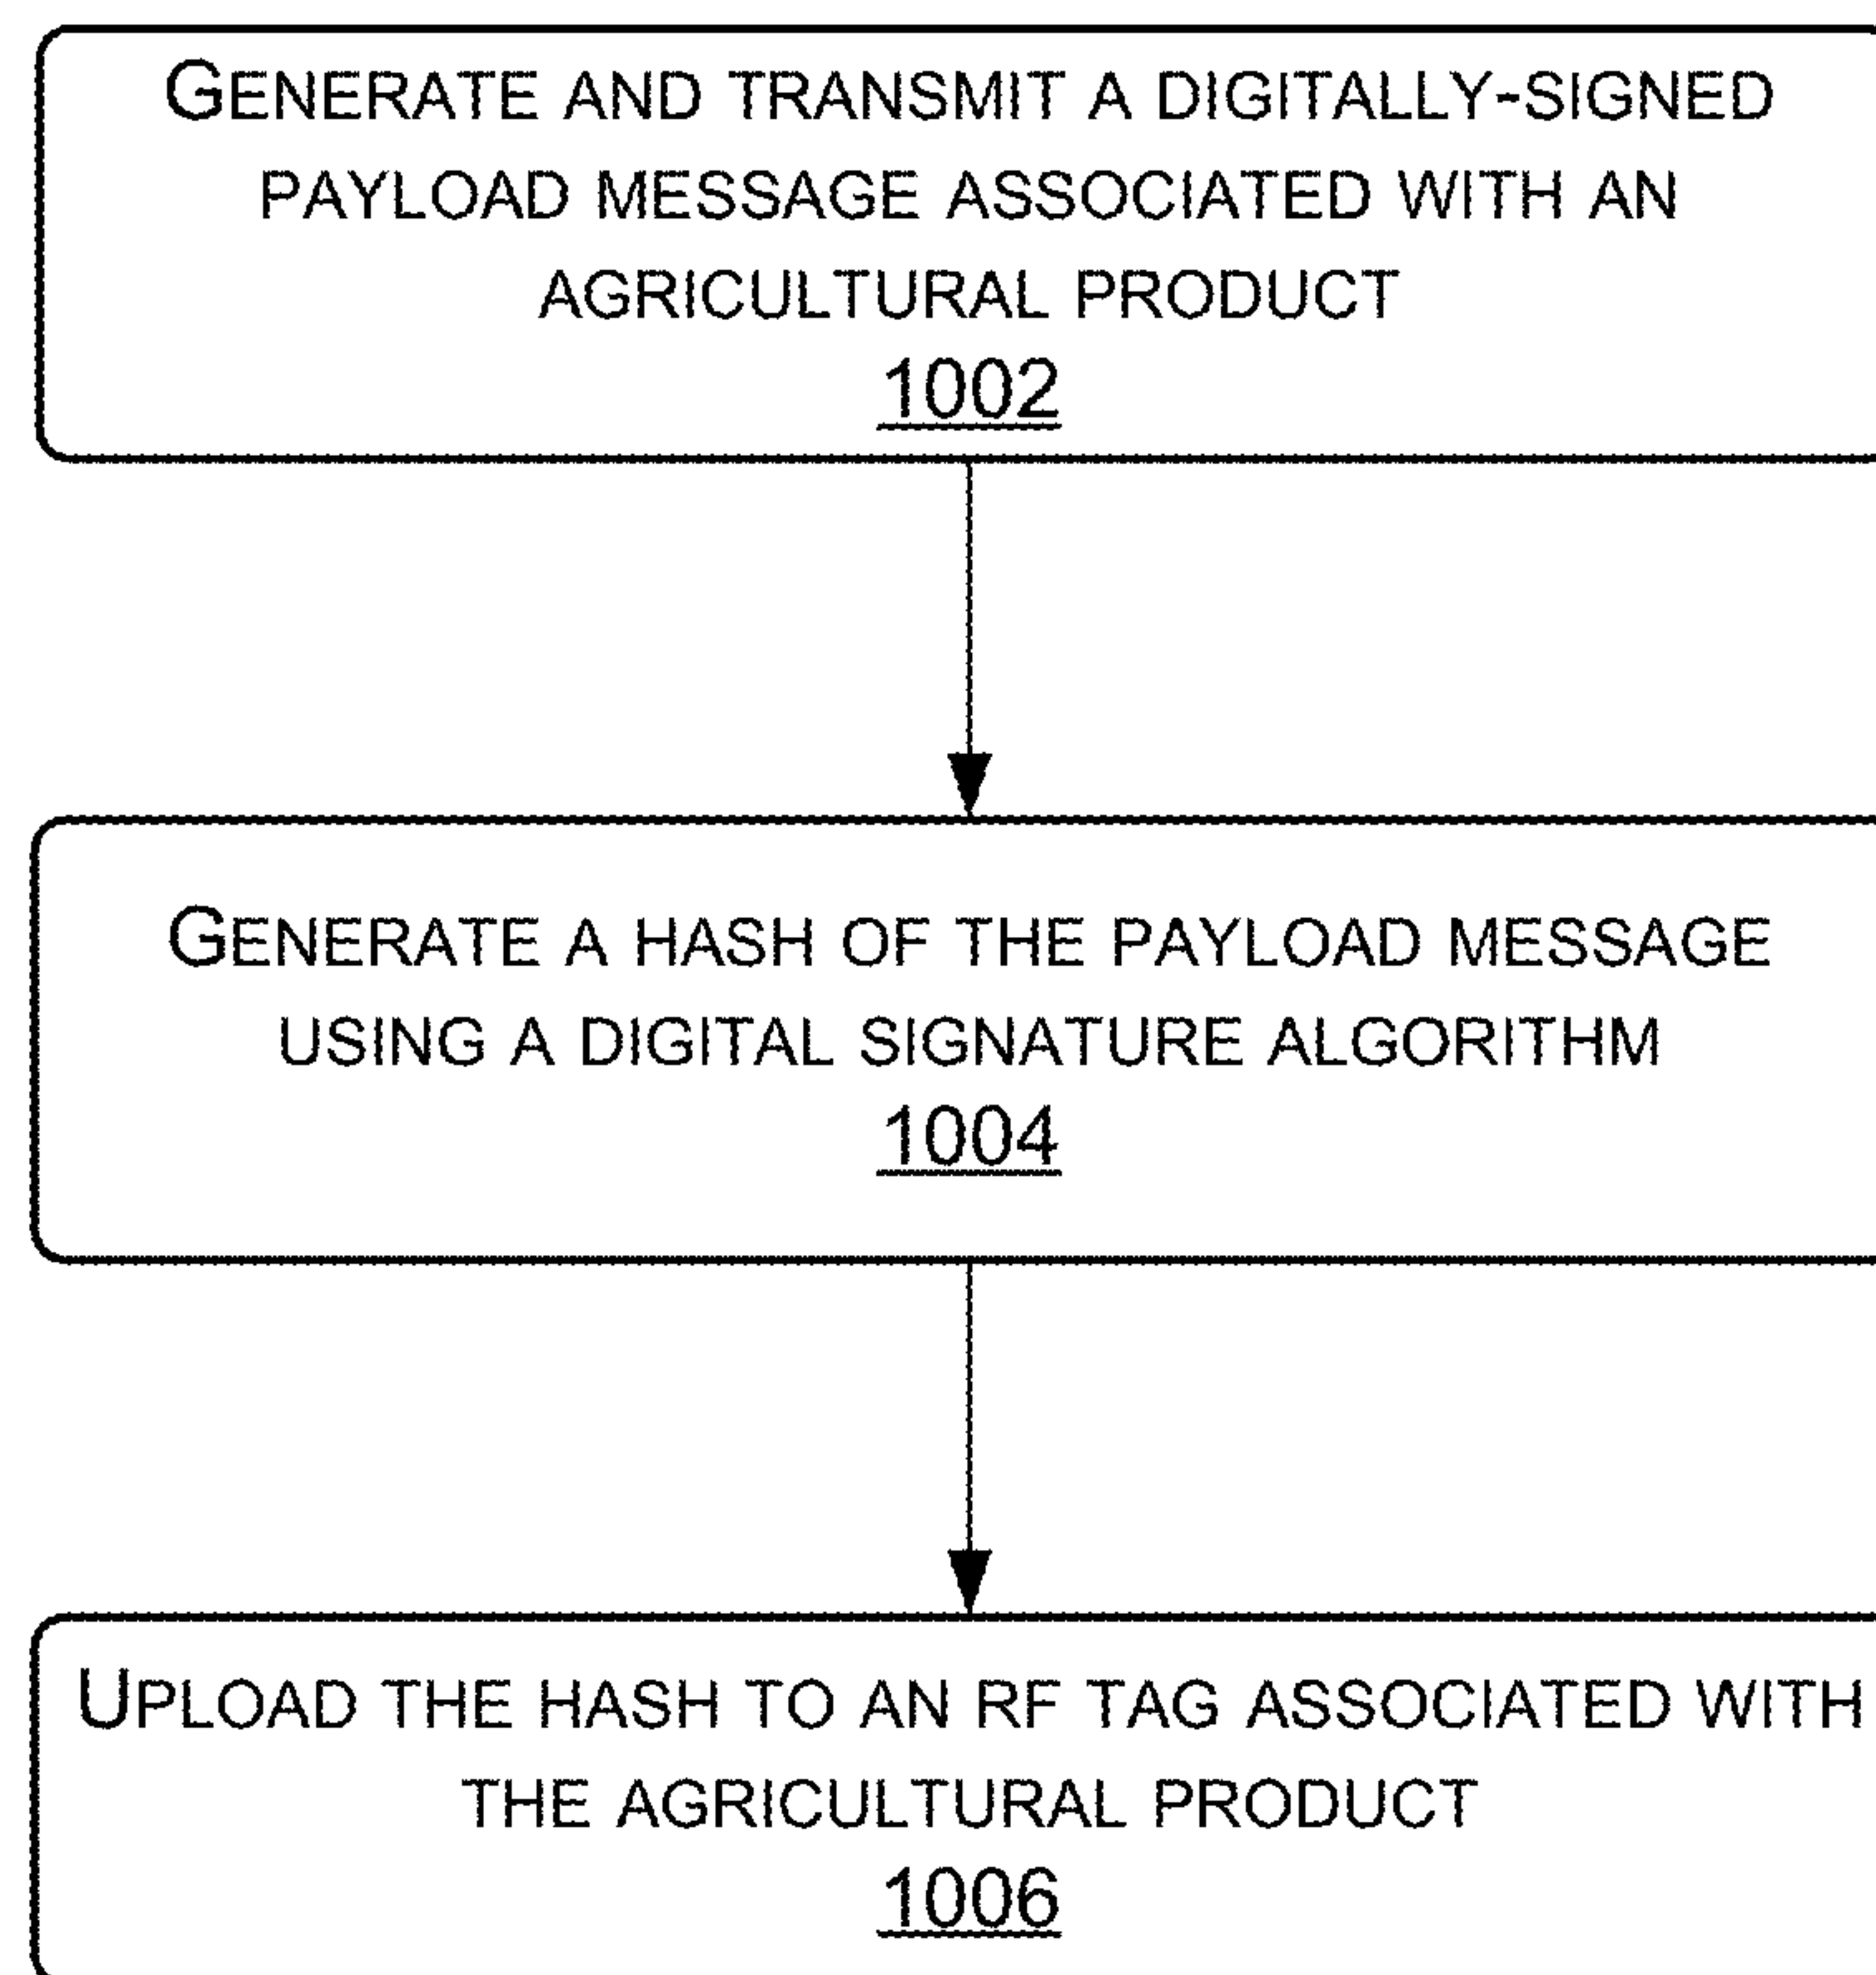 GENERATE AND TRANSMIT A DIGITALLY-SIGNED
PAYLOAD MESSAGE ASSOCIATED WITH AN
AGRICULTURAL PRODUCT
1002
GENERATE A HASH OF THE PAYLOAD MESSAGE
USING A DIGITAL SIGNATURE ALGORITHM
1004
UPLOAD THE HASH TO AN RF TAG ASSOCIATED WITH
THE AGRICULTURAL PRODUCT
1006